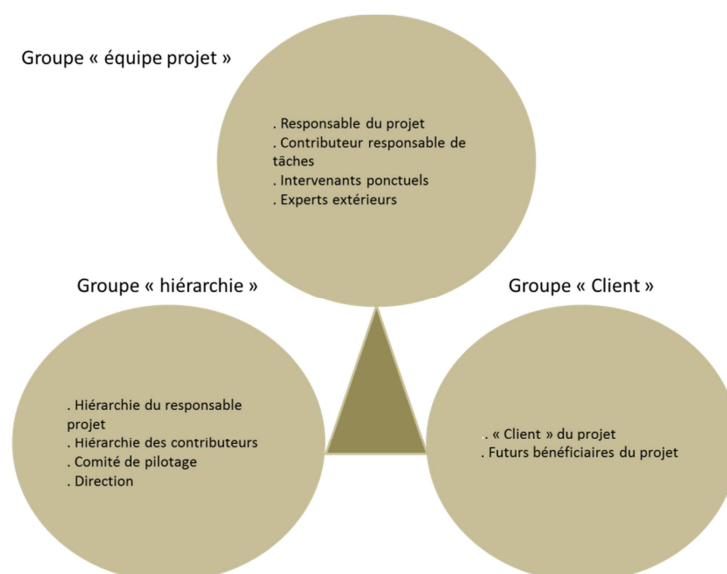 Groupe « équipe projet »
. Responsable du projet
. Contributeur responsable de
tâches
. Intervenants ponctuels
. Experts extérieurs
Groupe « hiérarchie »
Groupe « Client »
. Hiérarchie du responsable
projet
. Hiérarchie des contributeurs
. Comité de pilotage
. Direction
. « Client » du projet
. Futurs bénéficiaires du projet